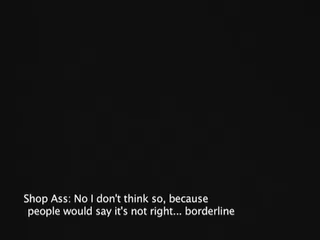 Shop Ass: No I don't think so, because
people would say it's not right... borderline